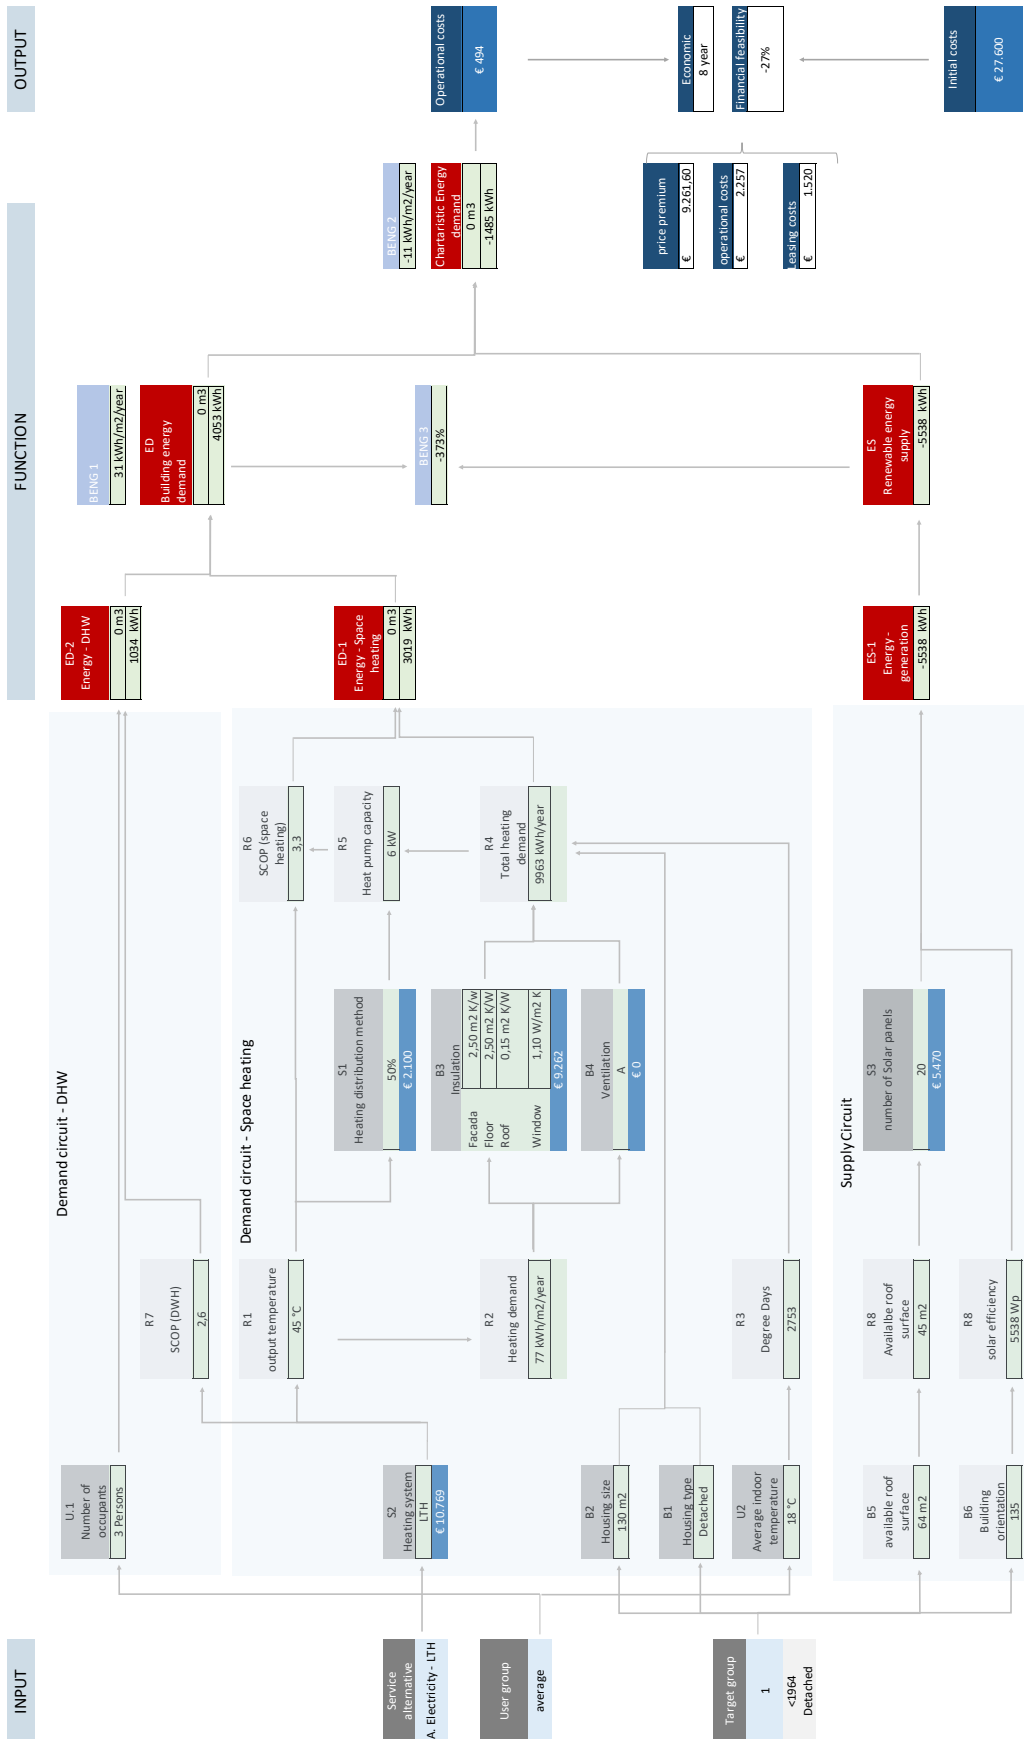 INPUT
FUNCTION
OUTPUT
Service
alternative
A. Electricity - LTH
User group
average
Target group
1
<1964
Detached
Demand circuit - DHW
U.1
Number of
occupants
3 Persons
R7
SCOP (DWH)
2,6
Demand circuit - Space heating
S2
Heating system
LTH
€ 10.769
B2
Housing size
130 m2
B1
Housing type
Detached
U2
Average indoor
temperature
18 °C
R1
output temperature
45 °C
R2
Heating demand
77 kWh/m2/year
R3
Degree Days
2753
S1
Heating distribution method
50%
€ 2.100
B3
Insulation
Facada 2,50 m2 K/w
Floor 2,50 m2 K/W
Roof 0,15 m2 K/W
Window 1,10 W/m2 K
€ 9.262
B4
Ventilation
A
€ 0
R6
SCOP (space
heating)
3,3
R5
Heat pump capacity
6 kW
R4
Total heating
demand
9963 kWh/year
Supply Circuit
B5
available roof
surface
64 m2
B6
Building
orientation
135
R8
Availalbe roof
surface
45 m2
R8
solar efficiency
5538 Wp
S3
number of Solar panels
20
€ 5.470
ED-2
Energy - DHW
0 m3
1034 kWh
ED-1
Energy - Space
heating
0 m3
3019 kWh
ES-1
Energy -
generation
-5538 kWh
BENG 1
31 kWh/m2/year
ED
Building energy
demand
0 m3
4053 kWh
BENG 3
-373%
ES
Renewable energy
supply
-5538 kWh
BENG 2
-11 kWh/m2/year
Chartaristic Energy
demand
0 m3
-1485 kWh
price premium
€ 9.261,60
operational costs
€ 2.257
Leasing costs
€ 1.520
Operational costs
€ 494
Economic
8 year
Financial feasibility
-27%
Initial costs
€ 27.600